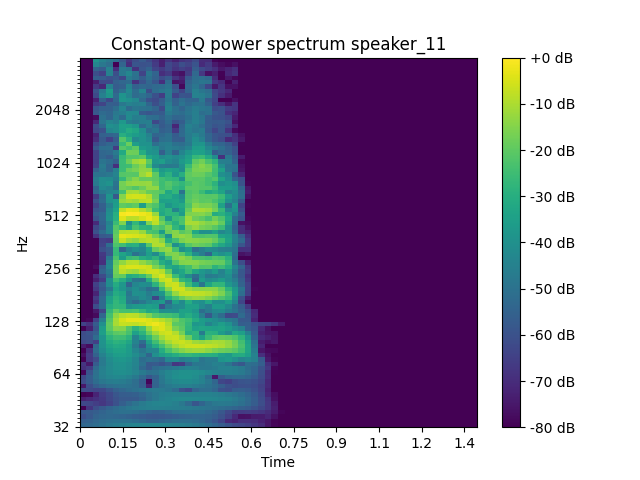 Constant-Q power spectrum speaker_11
Hz
2048
1024
512
256
128
64
32
0 0.15 0.3 0.45 0.6 0.75 0.9 1.1 1.2 1.4
Time
+0 dB
-10 dB
-20 dB
-30 dB
-40 dB
-50 dB
-60 dB
-70 dB
-80 dB